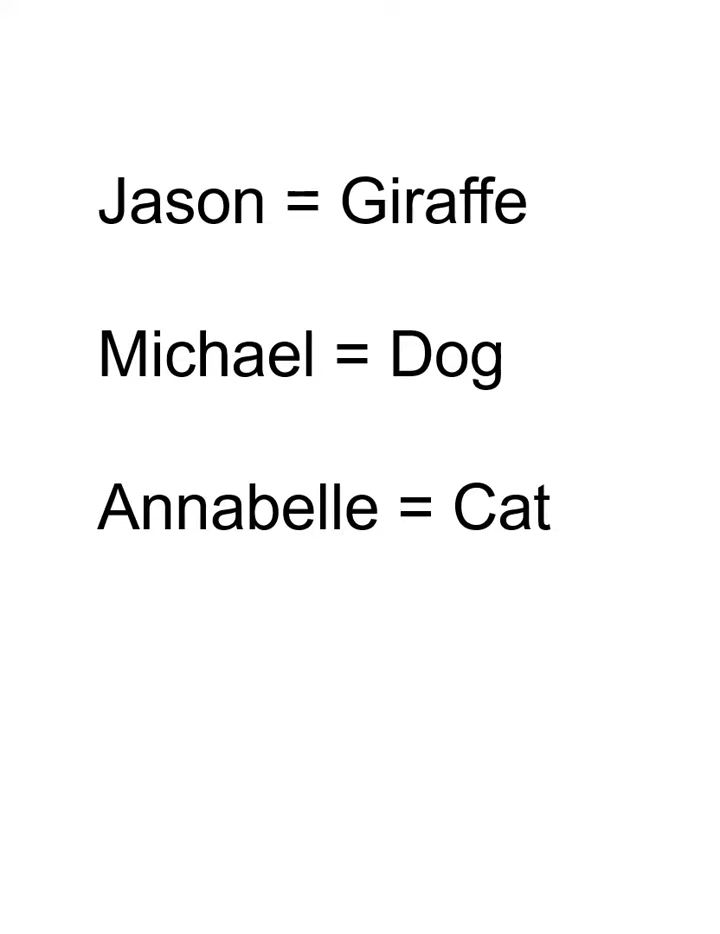 Jason = Giraffe
Michael = Dog
Annabelle = Cat